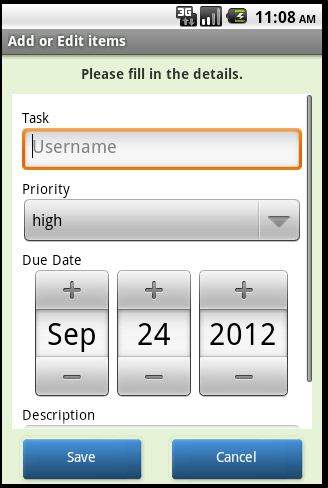 3G 11:08 AM
Add or Edit items
Please fill in the details.
Task
Username
Priority
high
Due Date
+ + +
Sep 24 2012
− − −
Description
Save Cancel